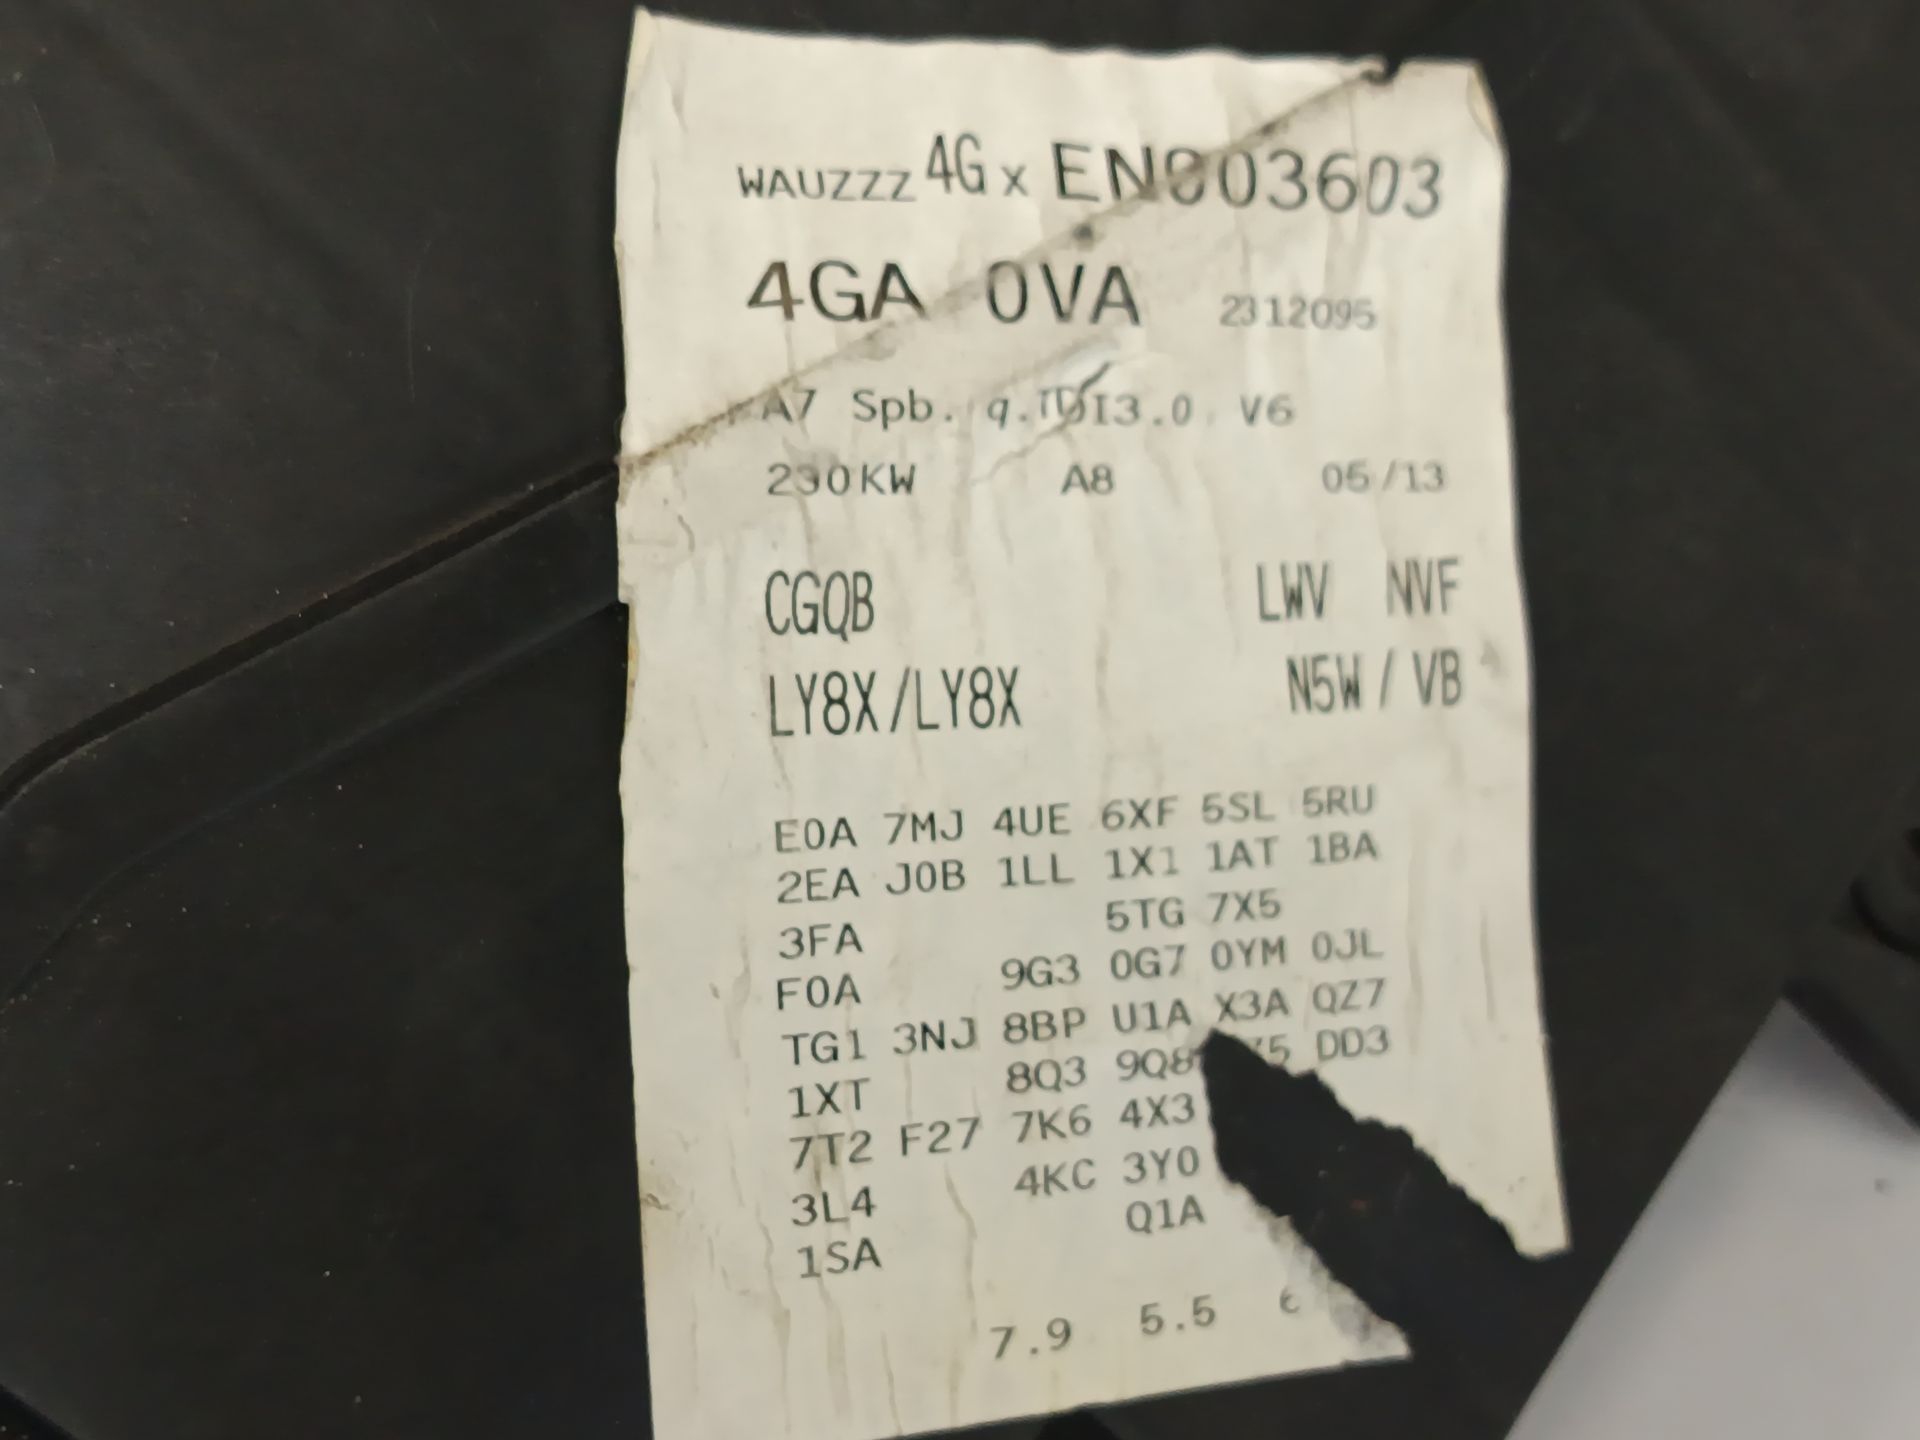 WAUZZZ 4G X EN003603
4GA 0VA 2312095
A7 Spb. q.TDI3.0 V6
230KW A8 05/13
CGQB LWV NVF
LY8X/LY8X N5W/VB
E0A 7MJ 4UE 6XF 5SL 5RU
2EA J0B 1LL 1X1 1AT 1BA
3FA 5TG 7X5
F0A 9G3 0G7 0YM 0JL
TG1 3NJ 8BP U1A X3A QZ7
1XT 8Q3 9Q8 DD3
7T2 F27 7K6 4X3
3L4 4KC 3Y0
1SA Q1A
7.9 5.5